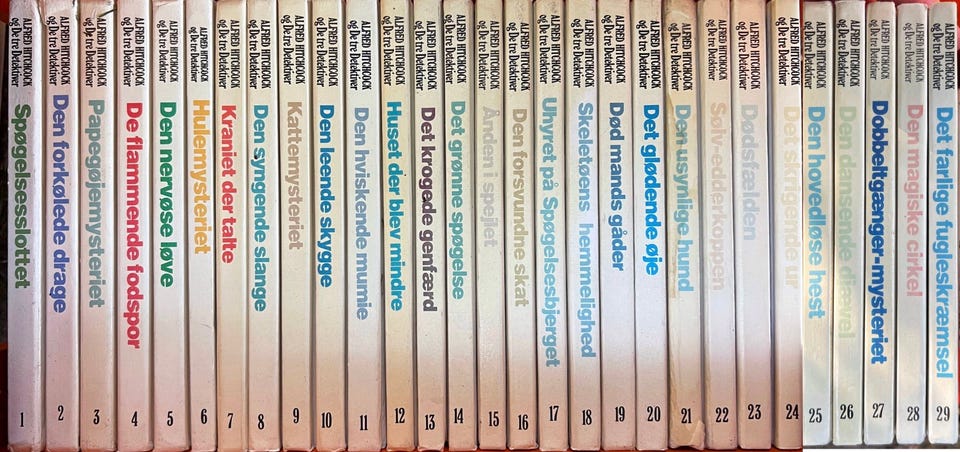 ALFRED HITCHCOCK
og De tre Detektiver
Spøgelsesslottet
1
ALFRED HITCHCOCK
og De tre Detektiver
Den forkølede drage
2
ALFRED HITCHCOCK
og De tre Detektiver
Papegøjemysteriet
3
ALFRED HITCHCOCK
og De tre Detektiver
De flammende fodspor
4
ALFRED HITCHCOCK
og De tre Detektiver
Den nervøse løve
5
ALFRED HITCHCOCK
og De tre Detektiver
Hulemysteriet
6
ALFRED HITCHCOCK
og De tre Detektiver
Kraniet der talte
7
ALFRED HITCHCOCK
og De tre Detektiver
Den syngende slange
8
ALFRED HITCHCOCK
og De tre Detektiver
Kattemysteriet
9
ALFRED HITCHCOCK
og De tre Detektiver
Den leende skygge
10
ALFRED HITCHCOCK
og De tre Detektiver
Den hviskende mumie
11
ALFRED HITCHCOCK
og De tre Detektiver
Huset der blev mindre
12
ALFRED HITCHCOCK
og De tre Detektiver
Det krogede genfærd
13
ALFRED HITCHCOCK
og De tre Detektiver
Det grønne spøgelse
14
ALFRED HITCHCOCK
og De tre Detektiver
Ånden i spejlet
15
ALFRED HITCHCOCK
og De tre Detektiver
Den forsvundne skat
16
ALFRED HITCHCOCK
og De tre Detektiver
Uhyret på Spøgelsesbjerget
17
ALFRED HITCHCOCK
og De tre Detektiver
Skeletøens hemmelighed
18
ALFRED HITCHCOCK
og De tre Detektiver
Død mands gåder
19
ALFRED HITCHCOCK
og De tre Detektiver
Det glødende øje
20
ALFRED HITCHCOCK
og De tre Detektiver
Den usynlige hund
21
ALFRED HITCHCOCK
og De tre Detektiver
Sølv-edderkoppen
22
ALFRED HITCHCOCK
og De tre Detektiver
Dødsfælden
23
ALFRED HITCHCOCK
og De tre Detektiver
Det skrigende ur
24
ALFRED HITCHCOCK
og De tre Detektiver
Den hovedløse hest
25
ALFRED HITCHCOCK
og De tre Detektiver
Den dansende djævel
26
ALFRED HITCHCOCK
og De tre Detektiver
Dobbeltgænger-mysteriet
27
ALFRED HITCHCOCK
og De tre Detektiver
Den magiske cirkel
28
ALFRED HITCHCOCK
og De tre Detektiver
Det farlige fugleskræmsel
29